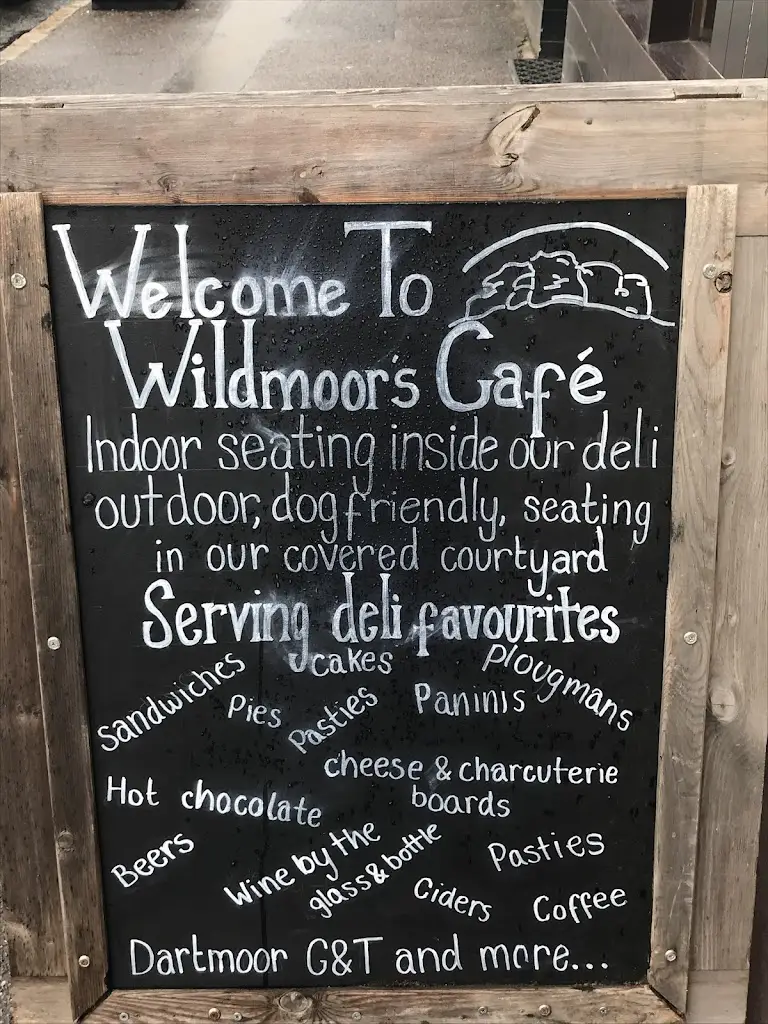 Welcome To
Wildmoor's Café
Indoor seating inside our deli
outdoor, dog friendly, seating
in our covered courtyard
Serving deli favourites
Sandwiches
cakes
Plougmans
Pies
Pasties
Paninis
cheese & charcuterie
boards
Hot chocolate
Beers
Wine by the
glass & bottle
Pasties
Ciders
Coffee
Dartmoor G&T and more...